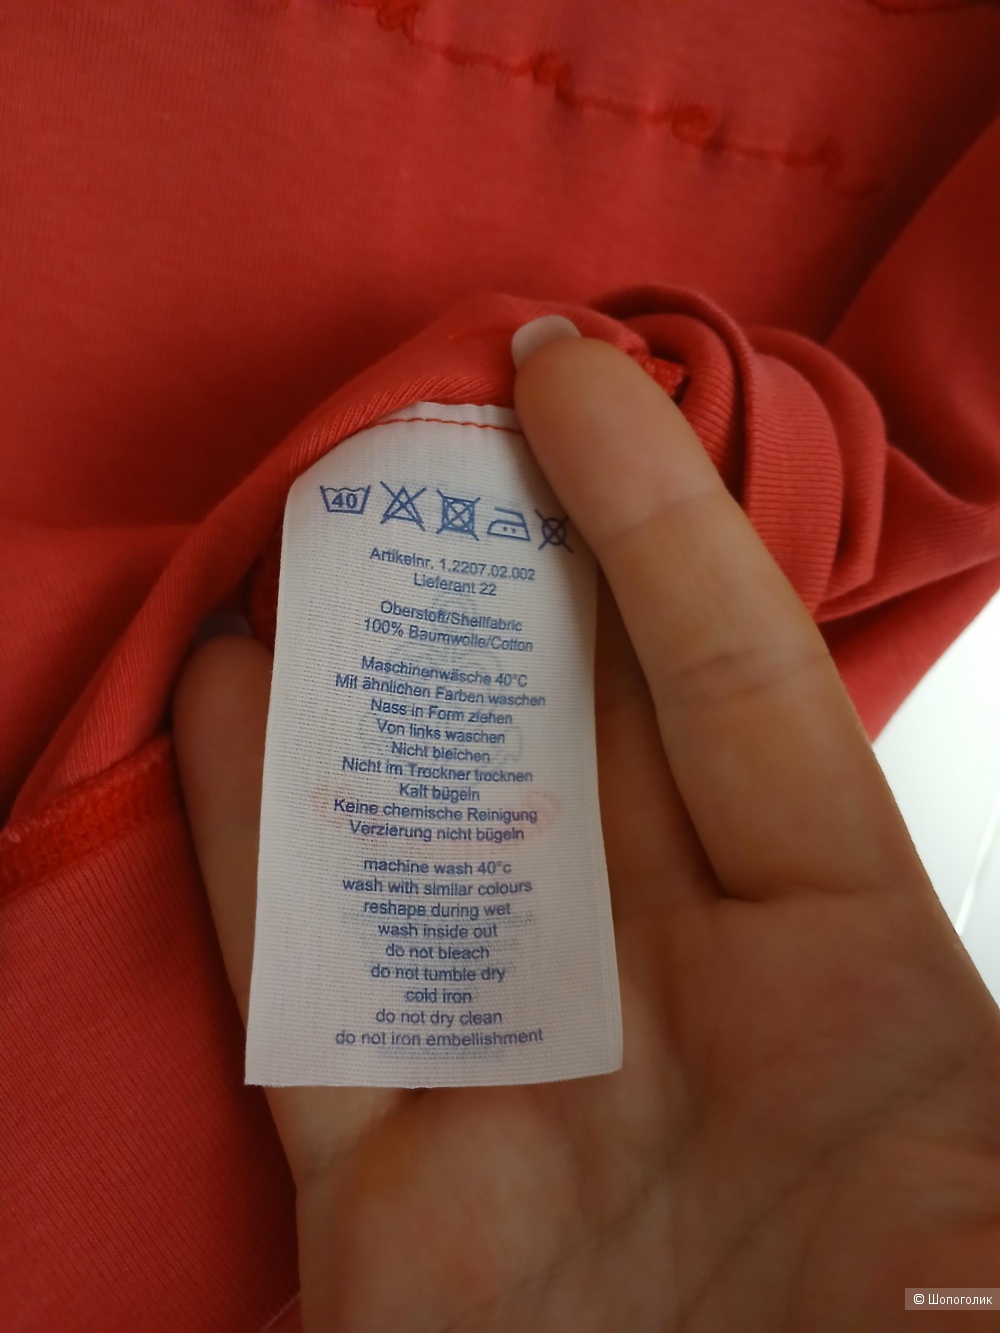 40
Artikelnr. 1.2207.02.002
Lieferant 22
Oberstoff/Shellfabric
100% Baumwolle/Cotton
Maschinenwäsche 40°C
Mit ähnlichen Farben waschen
Nass in Form ziehen
Von links waschen
Nicht bleichen
Nicht im Trockner trocknen
Kalt bügeln
Keine chemische Reinigung
Verzierung nicht bügeln
machine wash 40°c
wash with similar colours
reshape during wet
wash inside out
do not bleach
do not tumble dry
cold iron
do not dry clean
do not iron embellishment
© Шопоголик